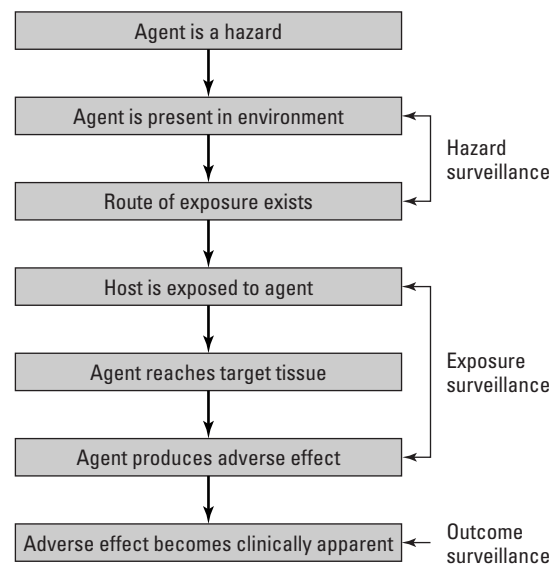 Agent is a hazard
Agent is present in environment
Hazard
surveillance
Route of exposure exists
Host is exposed to agent
Agent reaches target tissue
Exposure
surveillance
Agent produces adverse effect
Adverse effect becomes clinically apparent
Outcome
surveillance